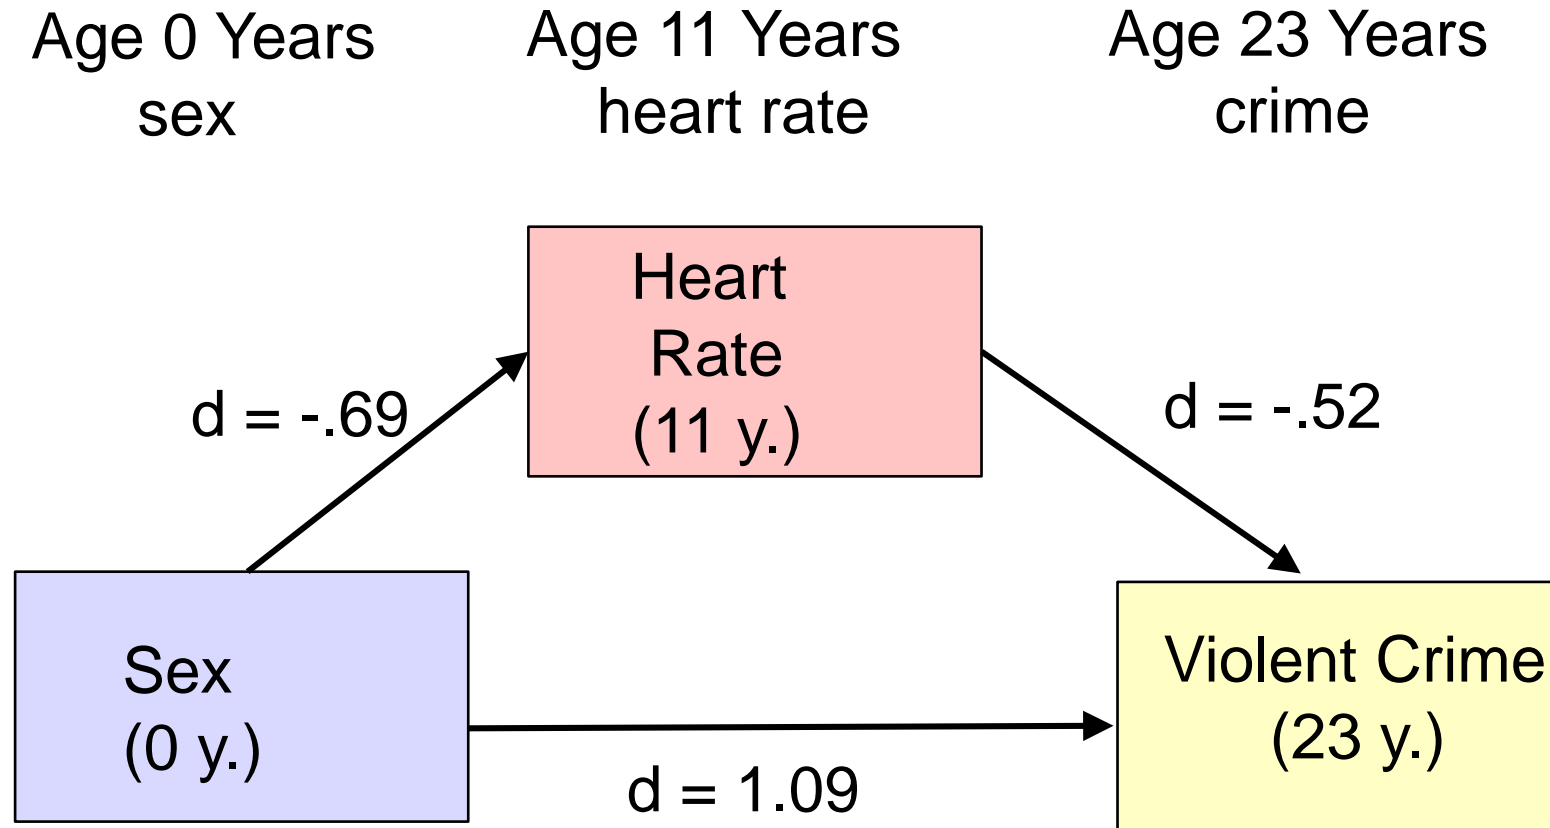 Age 0 Years
sex
Age 11 Years
heart rate
Age 23 Years
crime
Heart
Rate
(11 y.)
d = -.69
d = -.52
Sex
(0 y.)
Violent Crime
(23 y.)
d = 1.09